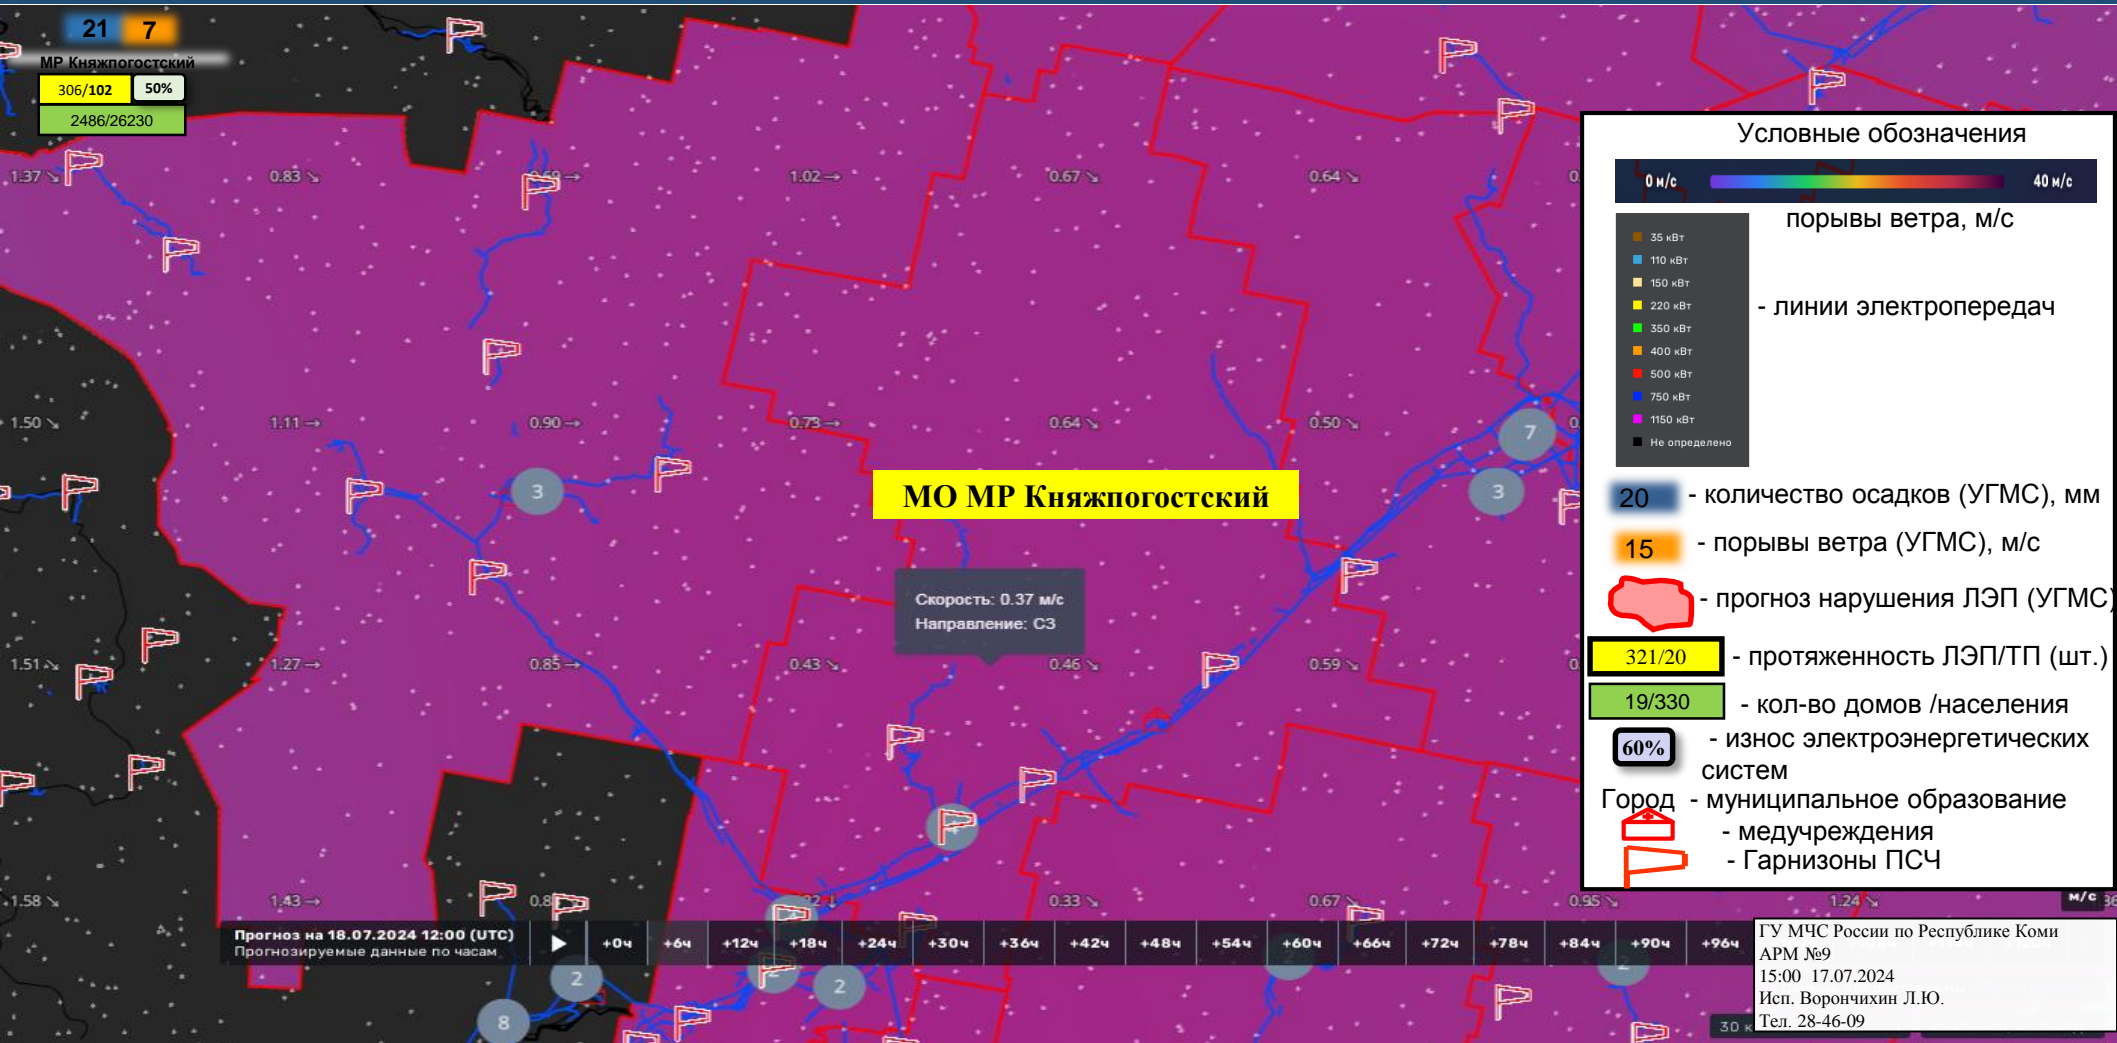 21 7
МР Княжпогостский
306/102 50%
2486/26230
1.37 ↘ 0.83 ↘ 0.69 → 1.02 → 0.67 ↘ 0.64 ↘
1.50 ↘ 1.11 → 0.90 → 0.73 → 0.64 ↘ 0.50 ↘
7
3
3
МО МР Княжпогостский
Скорость: 0.37 м/с
Направление: СЗ
1.51 ↘ 1.27 → 0.85 → 0.43 ↘ 0.46 ↘ 0.59 ↘
1.58 ↘ 1.43 → 0.33 ↘ 0.67 ↘ 0.95 ↘ 1.24 ↘
м/с
Прогноз на 18.07.2024 12:00 (UTC)
Прогнозируемые данные по часам
+0ч +6ч +12ч +18ч +24ч +30ч +36ч +42ч +48ч +54ч +60ч +66ч +72ч +78ч +84ч +90ч +96ч
2
2
2
2
2
8
30 к
Условные обозначения
0 м/с 40 м/с
порывы ветра, м/с
35 кВт
110 кВт
150 кВт
220 кВт
350 кВт
400 кВт
500 кВт
750 кВт
1150 кВт
Не определено
- линии электропередач
20 - количество осадков (УГМС), мм
15 - порывы ветра (УГМС), м/с
- прогноз нарушения ЛЭП (УГМС)
321/20 - протяженность ЛЭП/ТП (шт.)
19/330 - кол-во домов /населения
60% - износ электроэнергетических
систем
Город - муниципальное образование
- медучреждения
- Гарнизоны ПСЧ
ГУ МЧС России по Республике Коми
АРМ №9
15:00 17.07.2024
Исп. Ворончихин Л.Ю.
Тел. 28-46-09